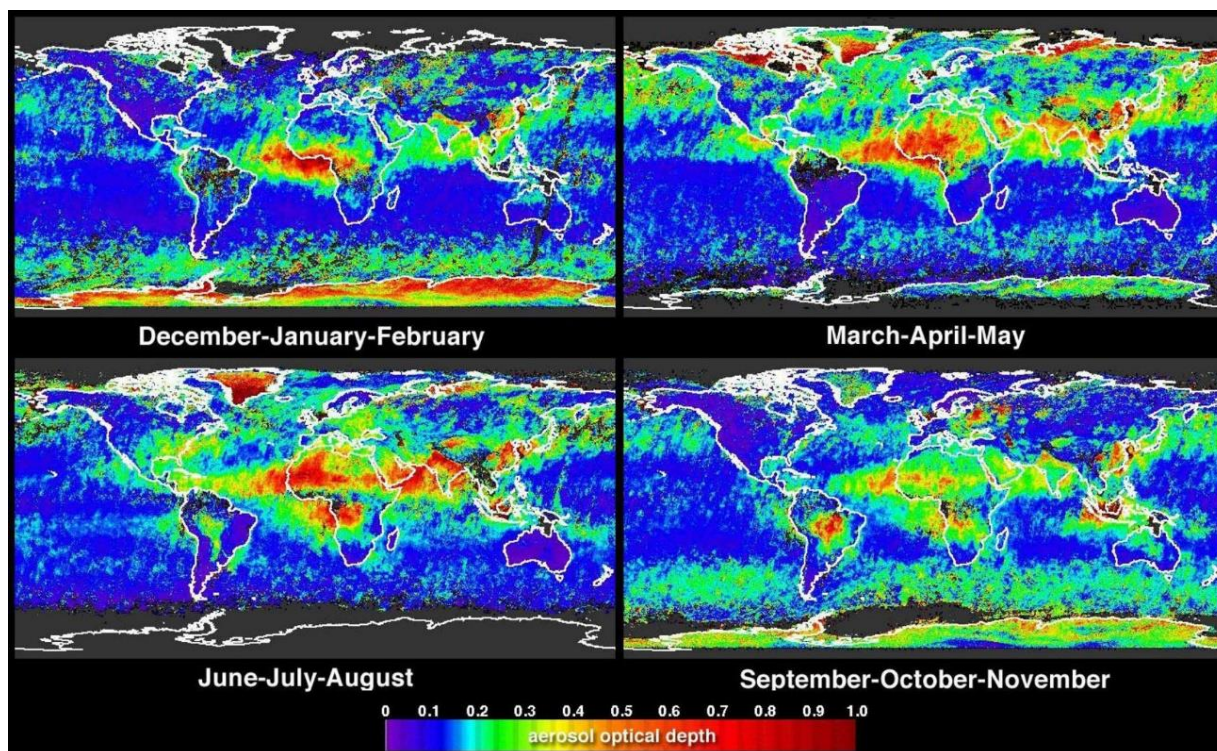 December-January-February
March-April-May
June-July-August
September-October-November
0 0.1 0.2 0.3 0.4 0.5 0.6 0.7 0.8 0.9 1.0
aerosol optical depth